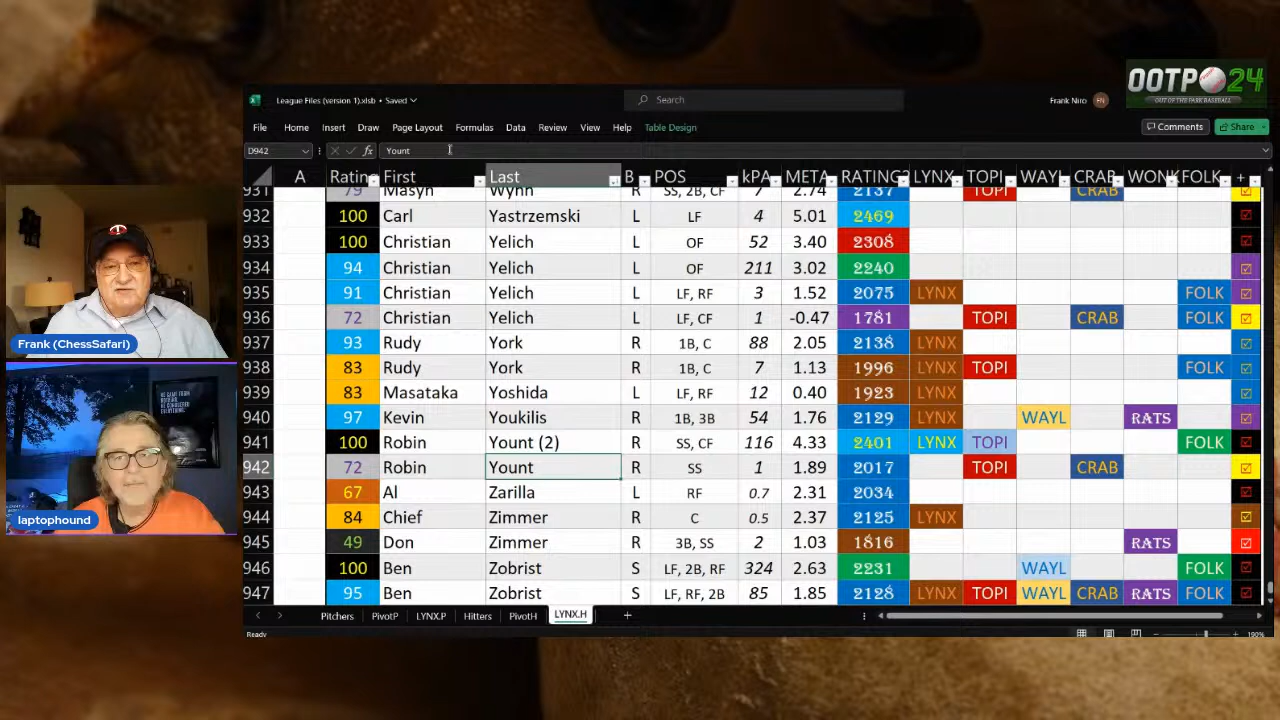 OOTP 24
OUT OF THE PARK BASEBALL
League Files (version 1).xlsb • Saved
Search
Frank Niro
FN
File Home Insert Draw Page Layout Formulas Data Review View Help Table Design
Comments
Share
D942
fx
Yount
A Rating First Last B POS kPA META RATING LYNX TOPI WAYL CRAB WONK FOLK +
931 79 Masyn Wynn R SS, 2B, CF 7 2.74 2137 TOPI CRAB
932 100 Carl Yastrzemski L LF 4 5.01 2469
933 100 Christian Yelich L OF 52 3.40 2308
934 94 Christian Yelich L OF 211 3.02 2240
935 91 Christian Yelich L LF, RF 3 1.52 2075 LYNX FOLK
936 72 Christian Yelich L LF, CF 1 -0.47 1781 TOPI CRAB FOLK
937 93 Rudy York R 1B, C 88 2.05 2138 LYNX
938 83 Rudy York R 1B, C 7 1.13 1996 LYNX TOPI FOLK
939 83 Masataka Yoshida L LF, RF 12 0.40 1923 LYNX
940 97 Kevin Youkilis R 1B, 3B 54 1.76 2129 LYNX WAYL RATS
941 100 Robin Yount (2) R SS, CF 116 4.33 2401 LYNX TOPI FOLK
942 72 Robin Yount R SS 1 1.89 2017 TOPI CRAB
943 67 Al Zarilla L RF 0.7 2.31 2034
944 84 Chief Zimmer R C 0.5 2.37 2125 LYNX
945 49 Don Zimmer R 3B, SS 2 1.03 1816 RATS
946 100 Ben Zobrist S LF, 2B, RF 324 2.63 2231 WAYL FOLK
947 95 Ben Zobrist S LF, RF, 2B 85 1.85 2128 LYNX TOPI WAYL CRAB RATS FOLK
Pitchers PivotP LYNX.P Hitters PivotH LYNX.H +
Ready
190%
Frank (ChessSafari)
laptophound